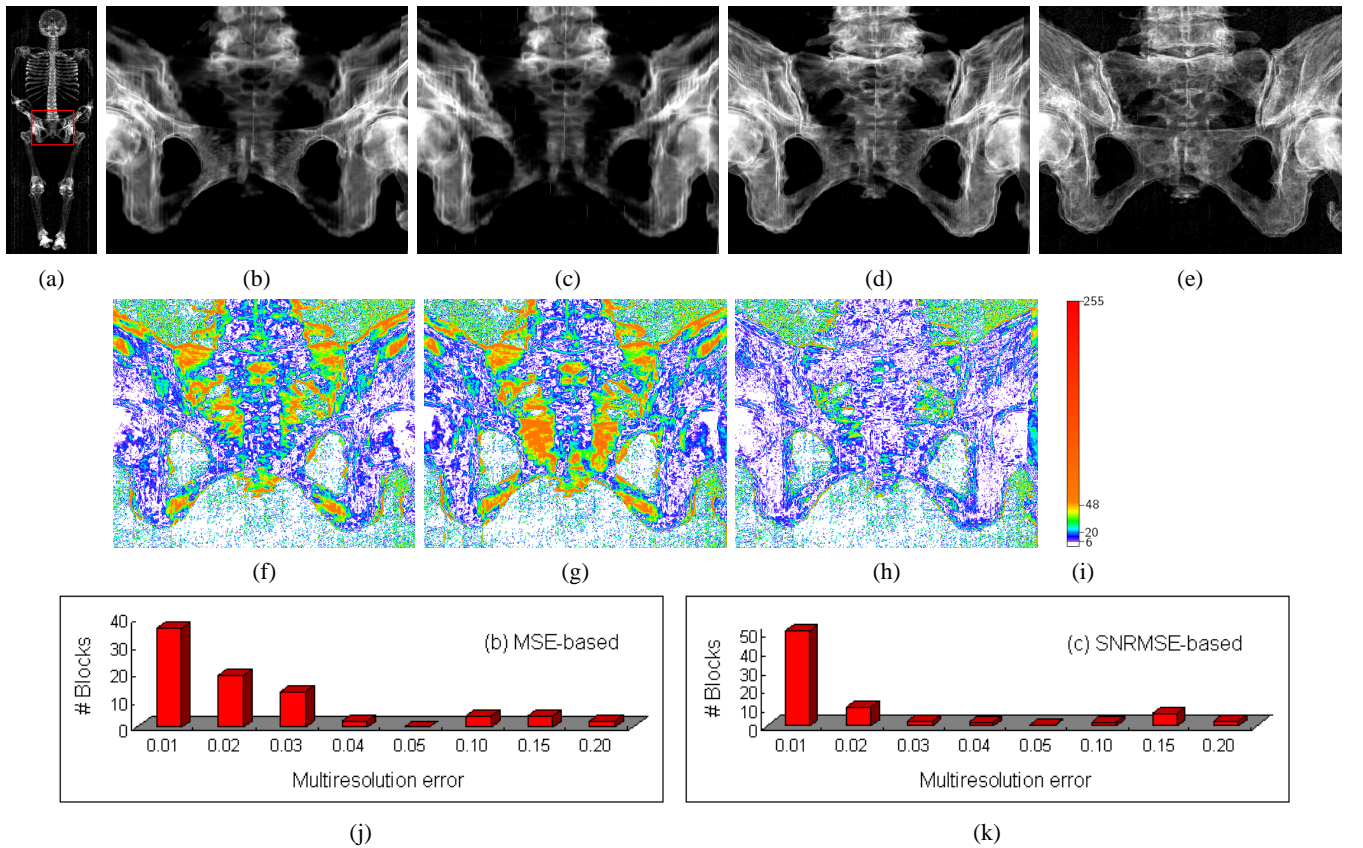 (a)
(b)
(c)
(d)
(e)
255
48
20
6
(f)
(g)
(h)
(i)
(b) MSE-based
# Blocks
40
30
20
10
0
0.01 0.02 0.03 0.04 0.05 0.10 0.15 0.20
Multiresolution error
(j)
(c) SNRMSE-based
# Blocks
50
40
30
20
10
0
0.01 0.02 0.03 0.04 0.05 0.10 0.15 0.20
Multiresolution error
(k)